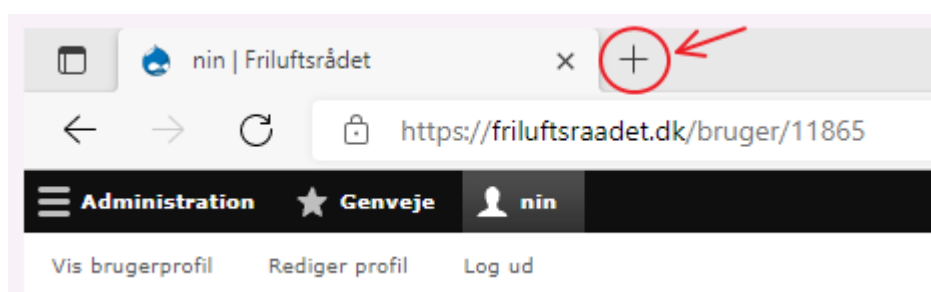 nin | Friluftsrådet
https://friluftsraadet.dk/bruger/11865
Administration Genveje nin
Vis brugerprofil Rediger profil Log ud